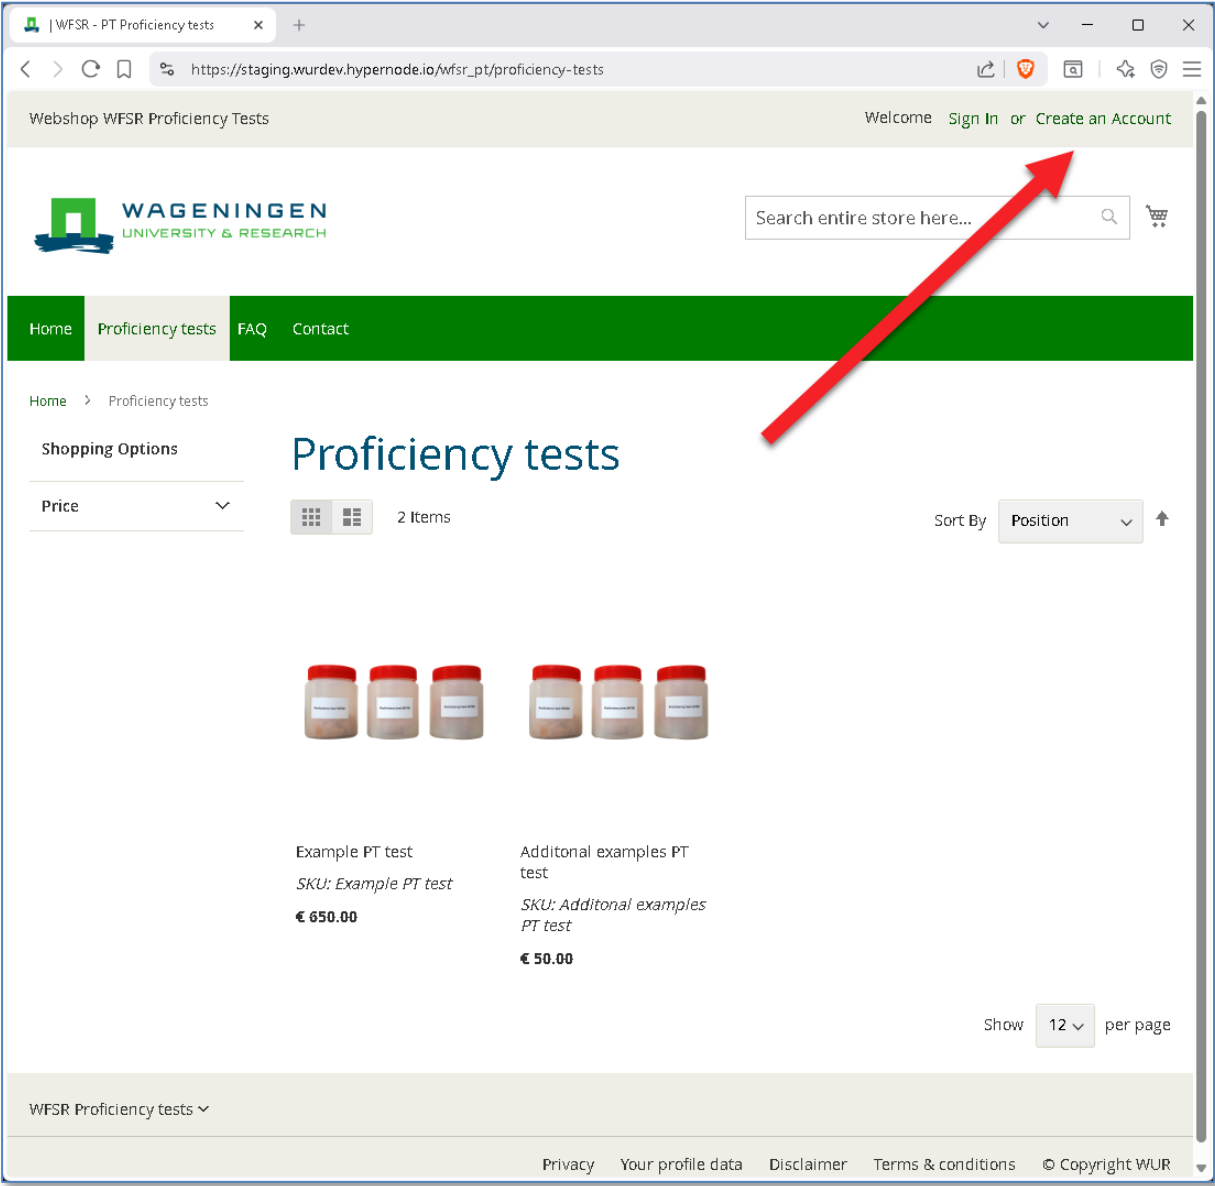 | WFSR - PT Proficiency tests
https://staging.wurdev.hypernode.io/wfsr_pt/proficiency-tests
Webshop WFSR Proficiency Tests
Welcome Sign In or Create an Account
WAGENINGEN
UNIVERSITY & RESEARCH
Search entire store here...
Home Proficiency tests FAQ Contact
Home > Proficiency tests
Shopping Options
Price
Proficiency tests
2 Items
Sort By Position
Example PT test
SKU: Example PT test
€ 650.00
Additonal examples PT
test
SKU: Additonal examples
PT test
€ 50.00
Show 12 per page
WFSR Proficiency tests
Privacy Your profile data Disclaimer Terms & conditions © Copyright WUR